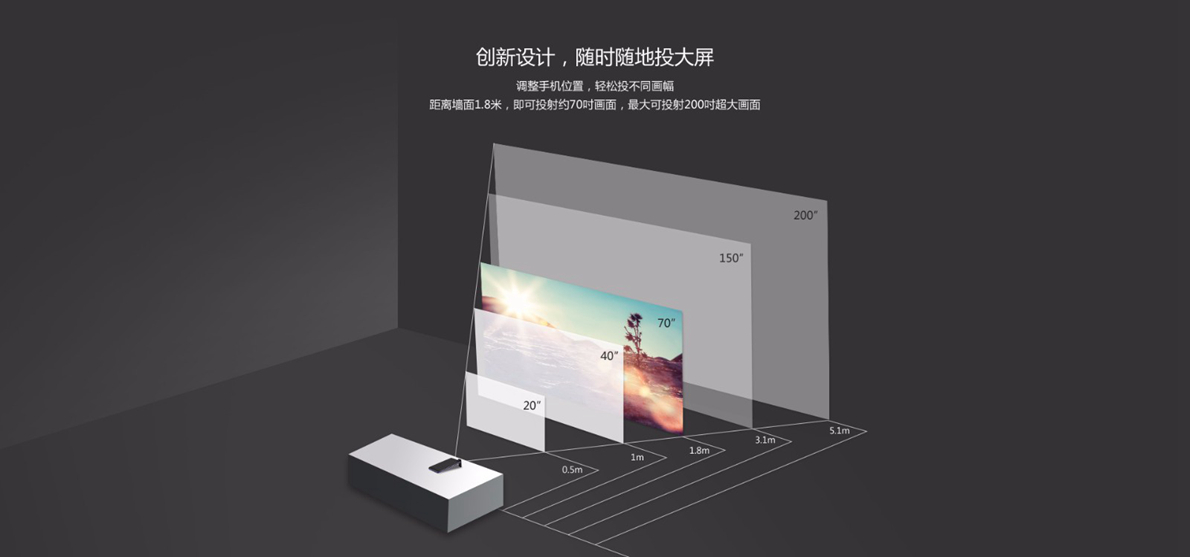 创新设计，随时随地投大屏
调整手机位置，轻松投不同画幅
距离墙面1.8米，即可投射约70吋画面，最大可投射200吋超大画面
200"
150"
70"
40"
20"
5.1m
3.1m
1.8m
1m
0.5m